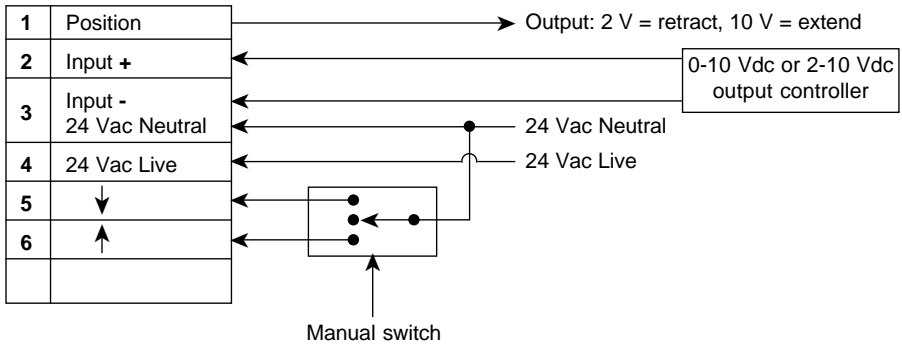 1 Position
Output: 2 V = retract, 10 V = extend
2 Input +
0-10 Vdc or 2-10 Vdc
output controller
3 Input -
24 Vac Neutral
24 Vac Neutral
4 24 Vac Live
24 Vac Live
5
6
Manual switch